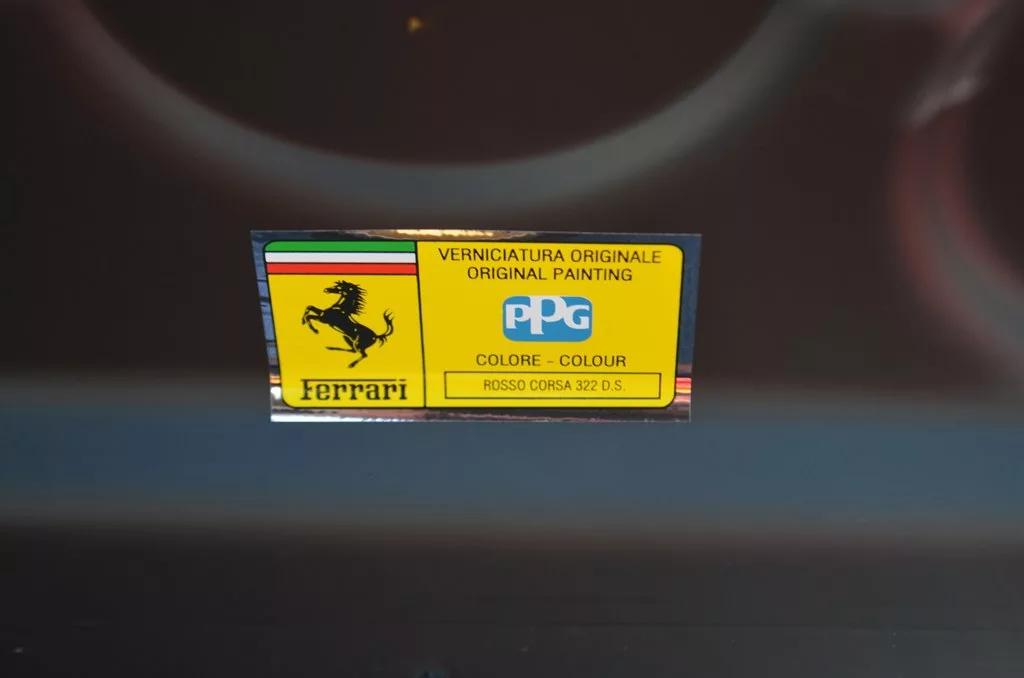 VERNICIATURA ORIGINALE
ORIGINAL PAINTING
PPG
COLORE - COLOUR
ROSSO CORSA 322 D.S.
Ferrari